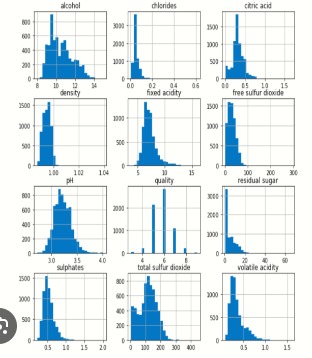 alcohol chlorides citric acid
800 3000 1500
600 2000 1000
400 1000 500
200
0 0 0
8 10 12 14 0.0 0.2 0.4 0.6 0.0 0.5 1.0 1.5
density fixed acidity free sulfur dioxide
1500 1500
1000 1000 1000
500 500 500
0 0 0
1.00 1.02 1.04 5 10 15 0 100 200 300
pH quality residual sugar
800 3000
600 2000 2000
400 1000 1000
200
0 0 0
3.0 3.5 4.0 4 6 8 0 20 40 60
sulphates total sulfur dioxide volatile acidity
1500 800
1000 600 1000
500 400 500
200
0 0 0
0.5 1.0 1.5 2.0 0 100 200 300 400 0.5 1.0 1.5